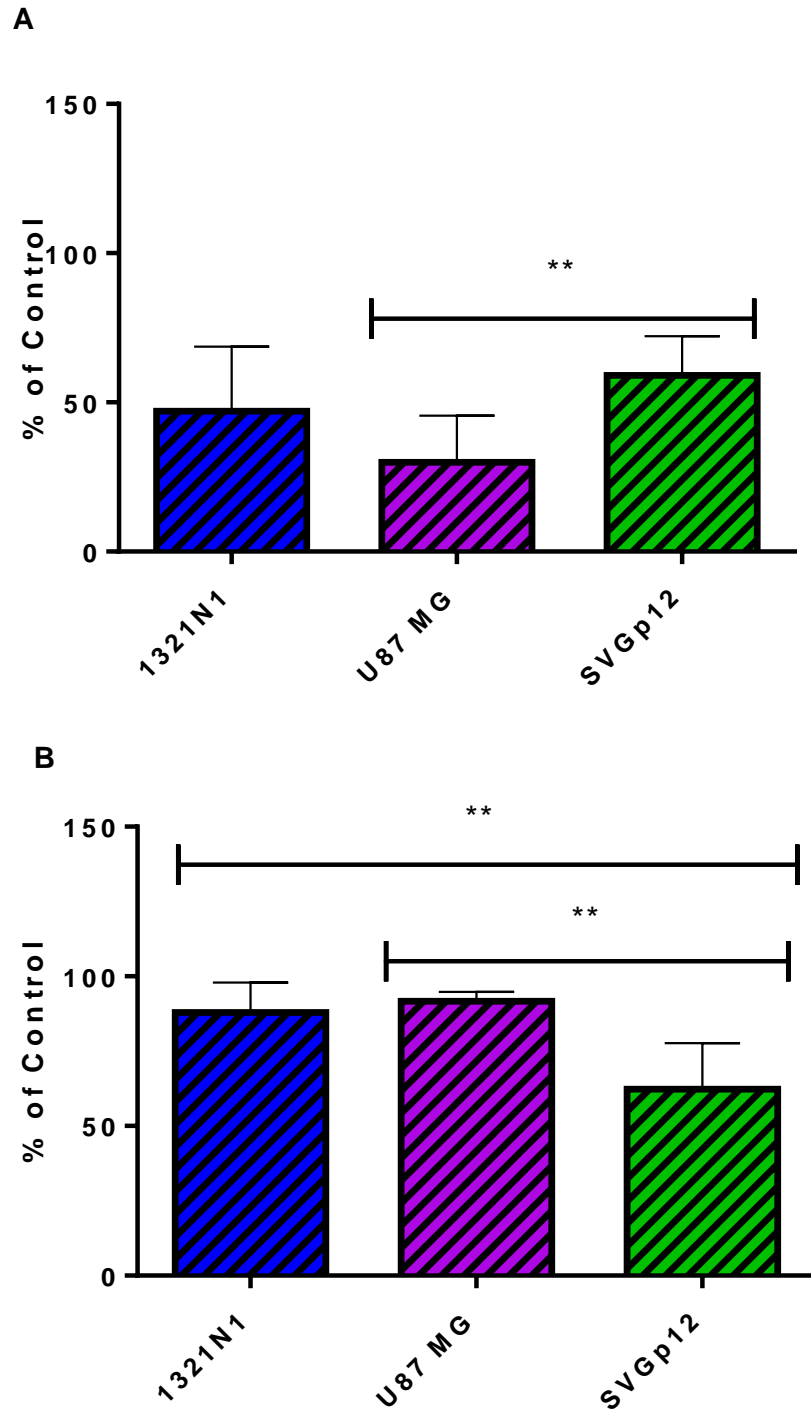 A
150
100
50
0
% of Control
**
1321N1
U87 MG
SVGp12
B
150
100
50
0
% of Control
**
**
1321N1
U87 MG
SVGp12